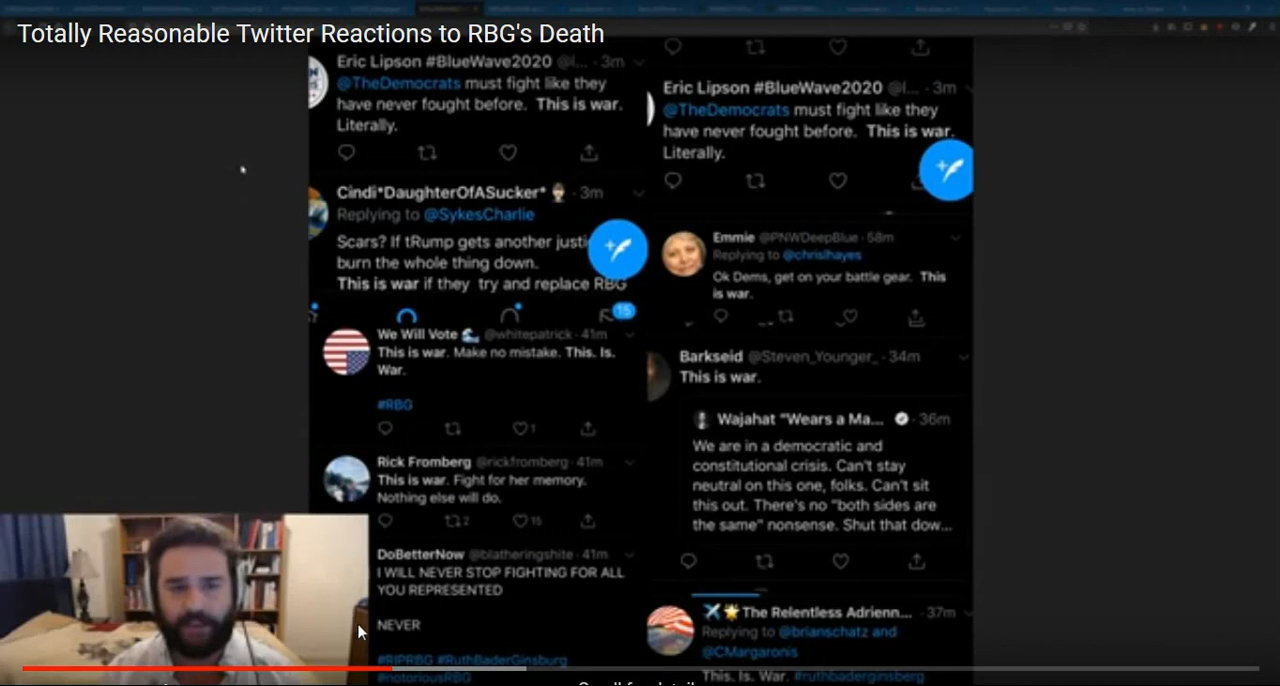 Totally Reasonable Twitter Reactions to RBG's Death
Eric Lipson #BlueWave2020 @l... · 3m
@TheDemocrats must fight like they
have never fought before. This is war.
Literally.
Cindi*DaughterOfASucker* · 3m
Replying to @SykesCharlie
Scars? If tRump gets another justi
burn the whole thing down.
This is war if they try and replace RBG
15
We Will Vote @whitepatrick · 41m
This is war. Make no mistake. This. Is.
War.
#RBG
1
Rick Fromberg @rickfromberg · 41m
This is war. Fight for her memory.
Nothing else will do.
2 15
DoBetterNow @blatheringshite · 41m
I WILL NEVER STOP FIGHTING FOR ALL
YOU REPRESENTED
NEVER
#RIPRBG #RuthBaderGinsburg
#notoriousRBG
Eric Lipson #BlueWave2020 @l... · 3m
@TheDemocrats must fight like they
have never fought before. This is war.
Literally.
Emmie @PNWDeepBlue · 58m
Replying to @chrislhayes
Ok Dems, get on your battle gear. This
is war.
Barkseid @Steven_Younger_ · 34m
This is war.
Wajahat "Wears a Ma... · 36m
We are in a democratic and
constitutional crisis. Can't stay
neutral on this one, folks. Can't sit
this out. There's no "both sides are
the same" nonsense. Shut that dow...
The Relentless Adrienn... · 37m
Replying to @brianschatz and
@CMargaronis
This. Is. War. #ruthbaderginsberg